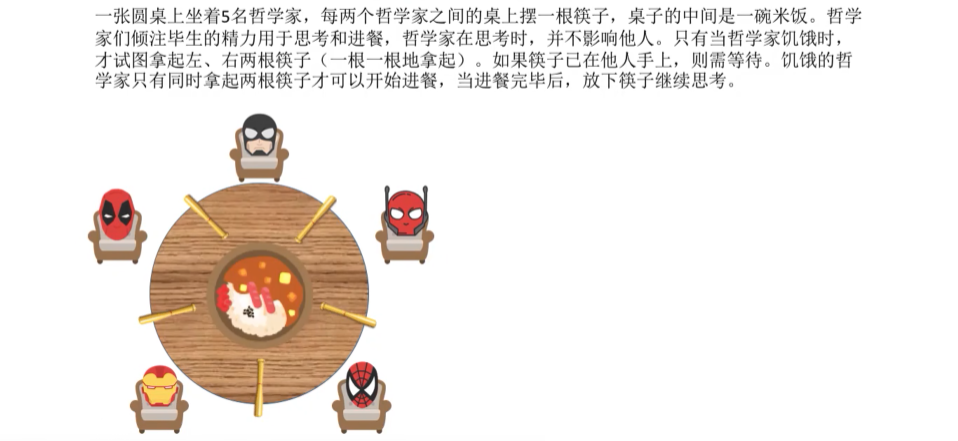 一张圆桌上坐着5名哲学家，每两个哲学家之间的桌上摆一根筷子，桌子的中间是一碗米饭。哲学
家们倾注毕生的精力用于思考和进餐，哲学家在思考时，并不影响他人。只有当哲学家饥饿时，
才试图拿起左、右两根筷子（一根一根地拿起）。如果筷子已在他人手上，则需等待。饥饿的哲
学家只有同时拿起两根筷子才可以开始进餐，当进餐完毕后，放下筷子继续思考。